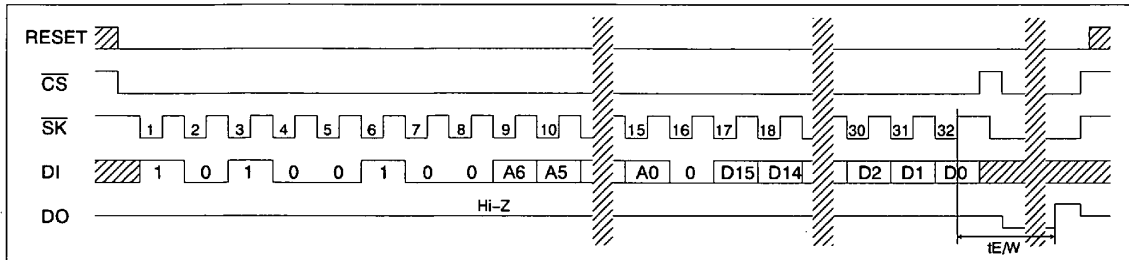 RESET
CS
SK 1 2 3 4 5 6 7 8 9 10 15 16 17 18 30 31 32
DI 1 0 1 0 0 1 0 0 A6 A5 A0 0 D15 D14 D2 D1 D0
Hi-Z
DO
tE/W